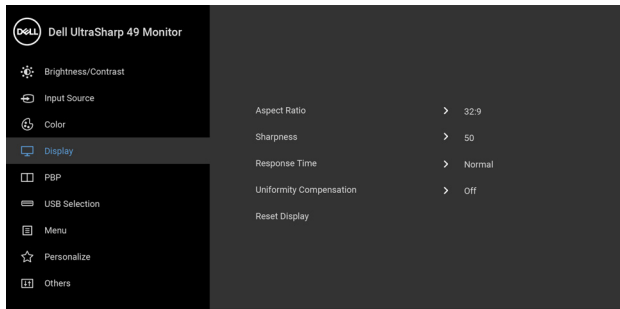 DELL Dell UltraSharp 49 Monitor
Brightness/Contrast
Input Source
Color
Display
PBP
USB Selection
Menu
Personalize
Others
Aspect Ratio 32:9
Sharpness 50
Response Time Normal
Uniformity Compensation Off
Reset Display